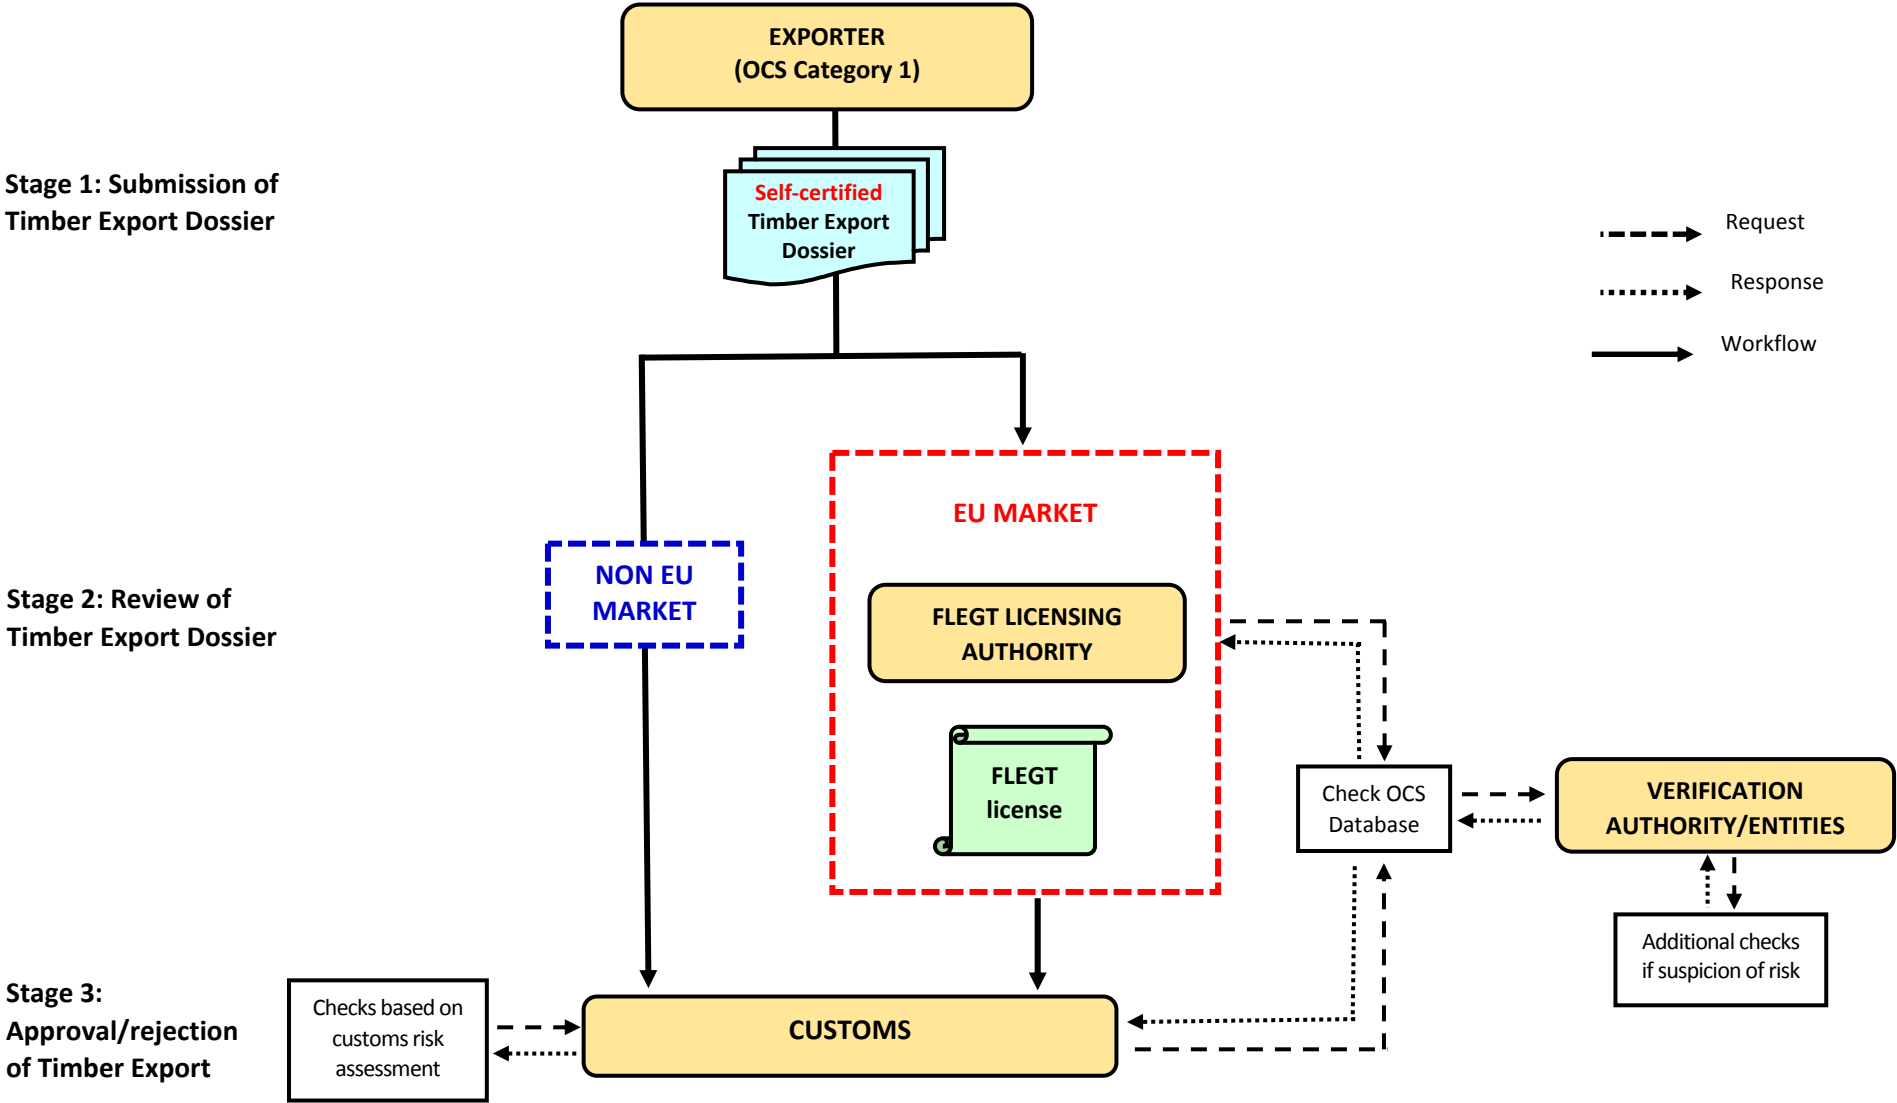 EXPORTER
(OCS Category 1)
Stage 1: Submission of
Timber Export Dossier
Self-certified
Timber Export
Dossier
Request
Response
Workflow
EU MARKET
NON EU
MARKET
Stage 2: Review of
Timber Export Dossier
FLEGT LICENSING
AUTHORITY
FLEGT
license
Check OCS
Database
VERIFICATION
AUTHORITY/ENTITIES
Additional checks
if suspicion of risk
Stage 3:
Approval/rejection
of Timber Export
Checks based on
customs risk
assessment
CUSTOMS